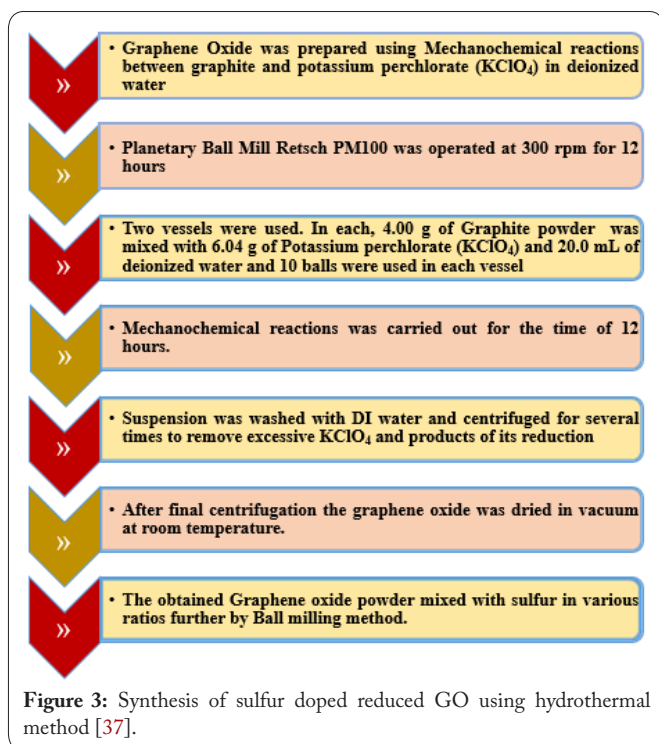 • Graphene Oxide was prepared using Mechanochemical reactions
between graphite and potassium perchlorate (KClO₄) in deionized
water
»
• Planetary Ball Mill Retsch PM100 was operated at 300 rpm for 12
hours
»
• Two vessels were used. In each, 4.00 g of Graphite powder was
mixed with 6.04 g of Potassium perchlorate (KClO₄) and 20.0 mL of
deionized water and 10 balls were used in each vessel
»
• Mechanochemical reactions was carried out for the time of 12
hours.
»
• Suspension was washed with DI water and centrifuged for several
times to remove excessive KClO₄ and products of its reduction
»
• After final centrifugation the graphene oxide was dried in vacuum
at room temperature.
»
• The obtained Graphene oxide powder mixed with sulfur in various
ratios further by Ball milling method.
»
Figure 3: Synthesis of sulfur doped reduced GO using hydrothermal
method [37].